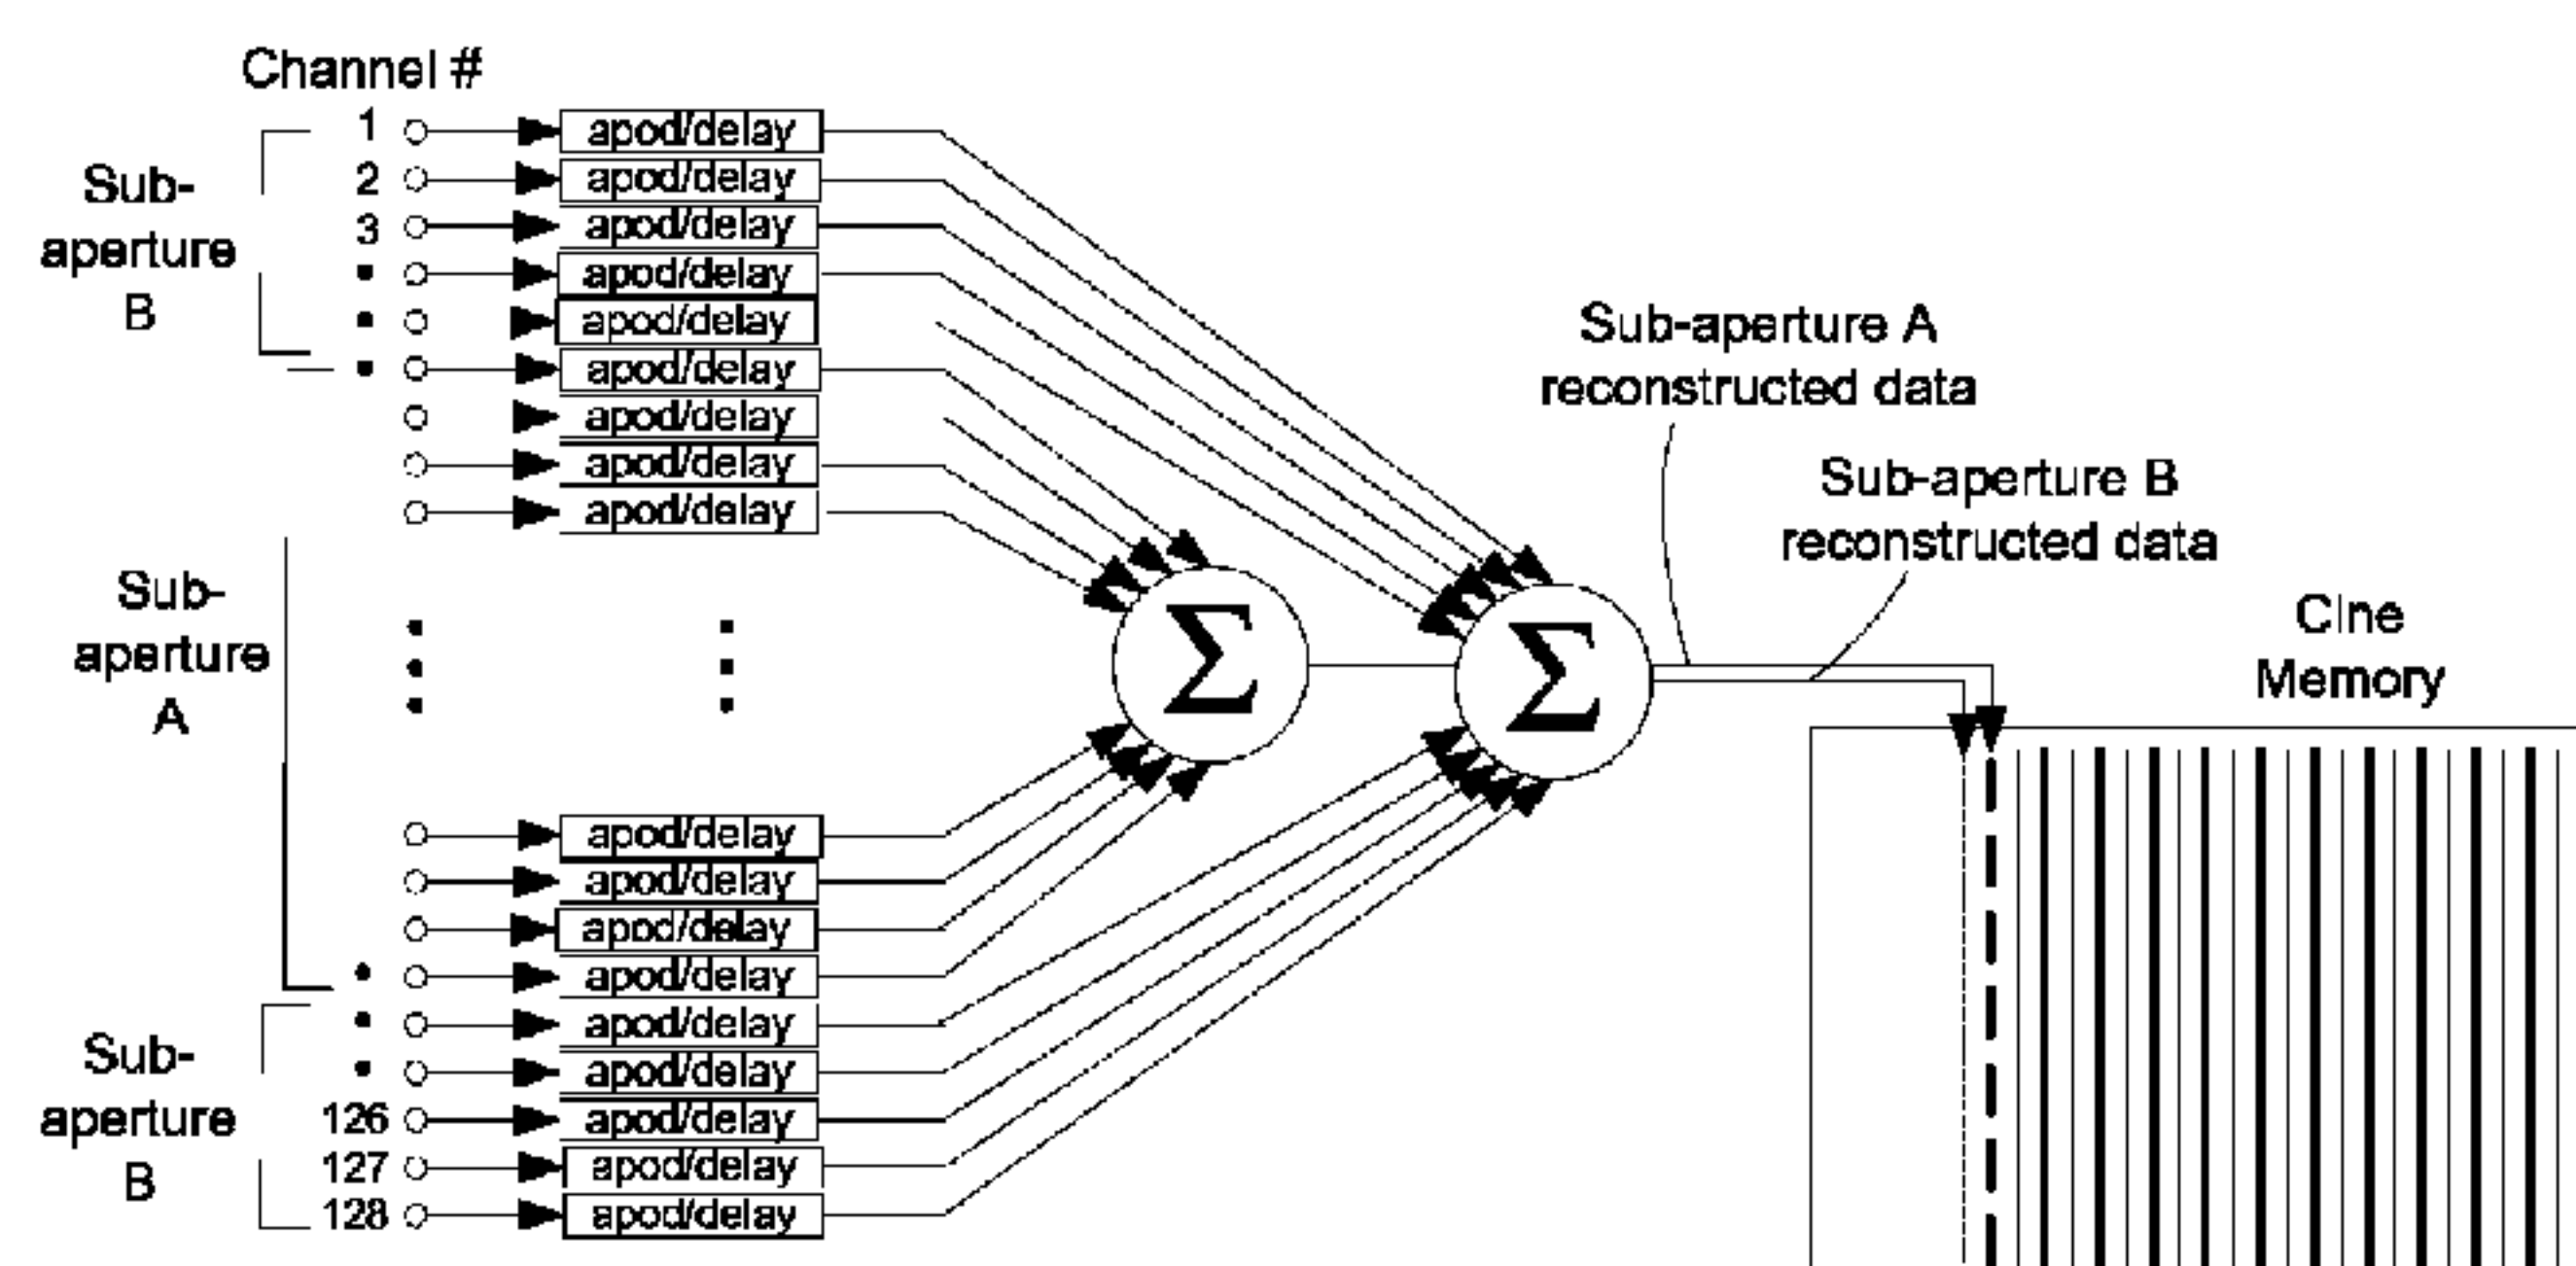 Channel #
1 apod/delay
2 apod/delay
3 apod/delay
apod/delay
apod/delay
apod/delay
apod/delay
apod/delay
apod/delay
Sub-
aperture
B
Sub-
aperture
A
Σ
Σ
Sub-aperture A
reconstructed data
Sub-aperture B
reconstructed data
Cine
Memory
apod/delay
apod/delay
apod/delay
apod/delay
apod/delay
apod/delay
126 apod/delay
127 apod/delay
128 apod/delay
Sub-
aperture
B